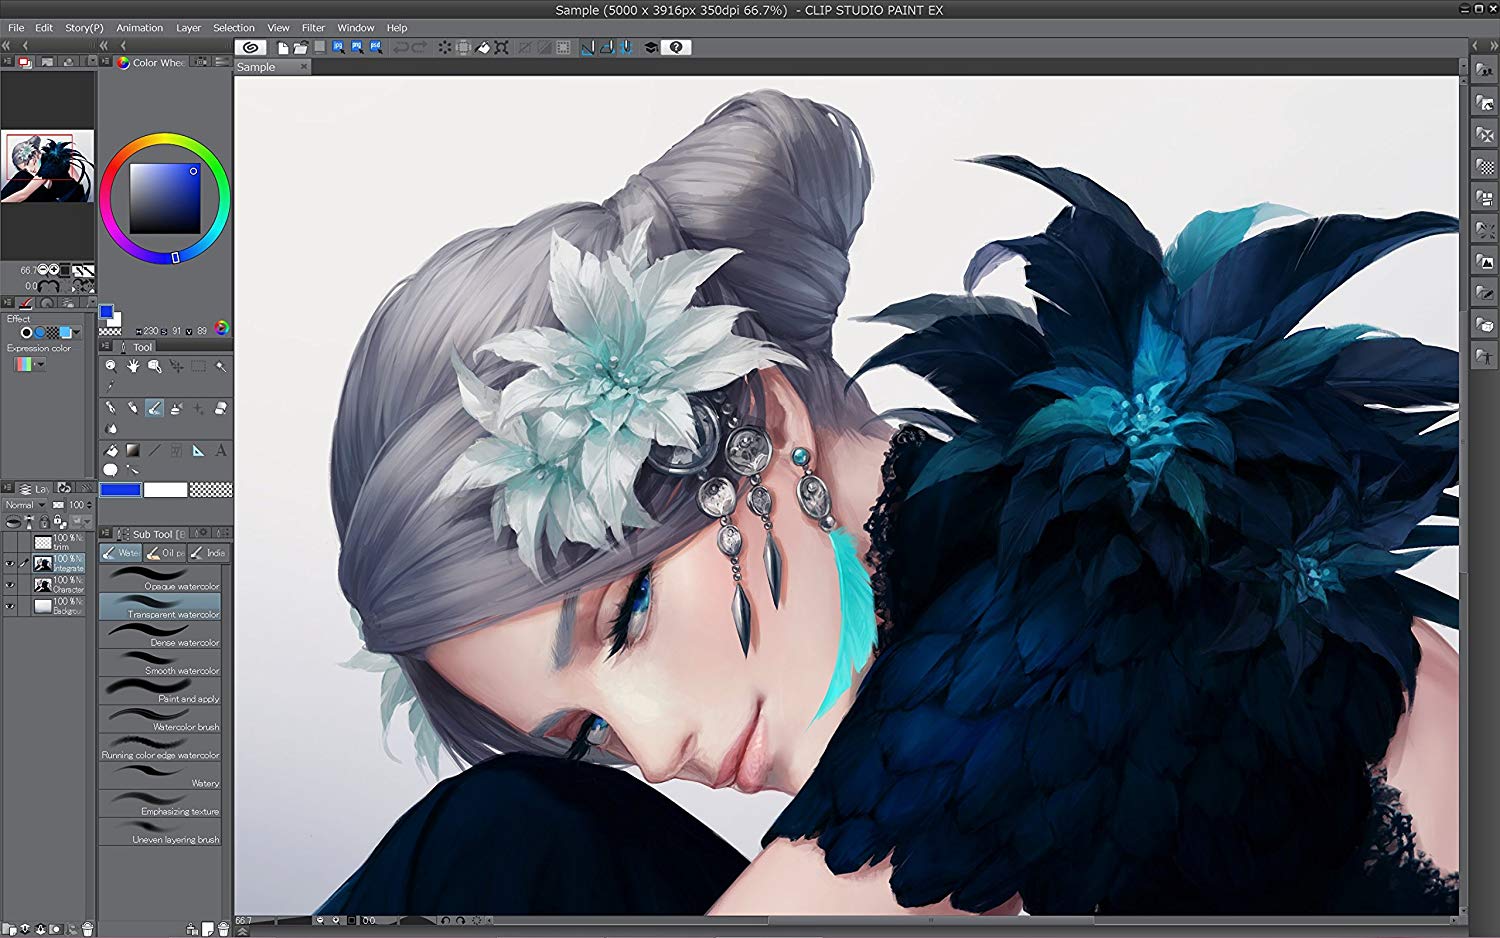 Sample (5000 x 3916px 350dpi 66.7%) - CLIP STUDIO PAINT EX
File Edit Story(P) Animation Layer Selection View Filter Window Help
Color Whee
Sample
66.7
0.0
H 230 S 91 V 89
Effect
Expression color
Tool
Lay
Normal 100
100 %
trim
100 %
Integrate
100 %
Character
100 %
Backgrou
Sub Tool [B
Water Oil p India
Opaque watercolor
Transparent watercolor
Dense watercolor
Smooth watercolor
Paint and apply
Watercolor brush
Running color edge watercolor
Watery
Emphasizing texture
Uneven layering brush
66.7 0.0